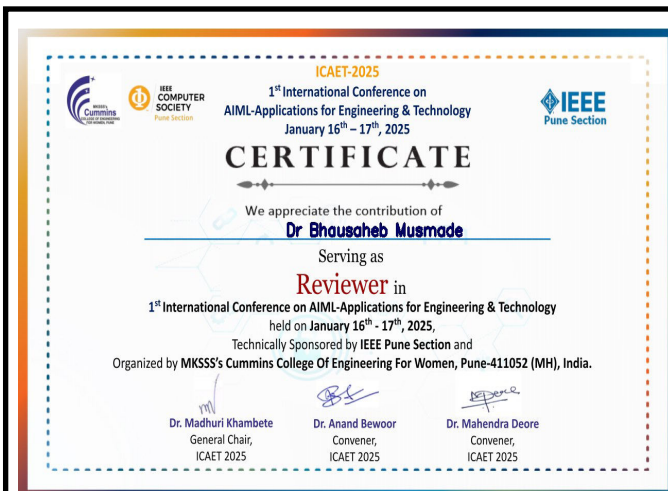 ICAET-2025
1st International Conference on
AIML-Applications for Engineering & Technology
January 16th – 17th, 2025
MKSSS's
Cummins
COLLEGE OF ENGINEERING
FOR WOMEN, PUNE
IEEE
COMPUTER
SOCIETY
Pune Section
IEEE
Pune Section
CERTIFICATE
We appreciate the contribution of
Dr Bhausaheb Musmade
Serving as
Reviewer in
1st International Conference on AIML-Applications for Engineering & Technology
held on January 16th - 17th, 2025,
Technically Sponsored by IEEE Pune Section and
Organized by MKSSS's Cummins College Of Engineering For Women, Pune-411052 (MH), India.
Dr. Madhuri Khambete
General Chair,
ICAET 2025
Dr. Anand Bewoor
Convener,
ICAET 2025
Dr. Mahendra Deore
Convener,
ICAET 2025